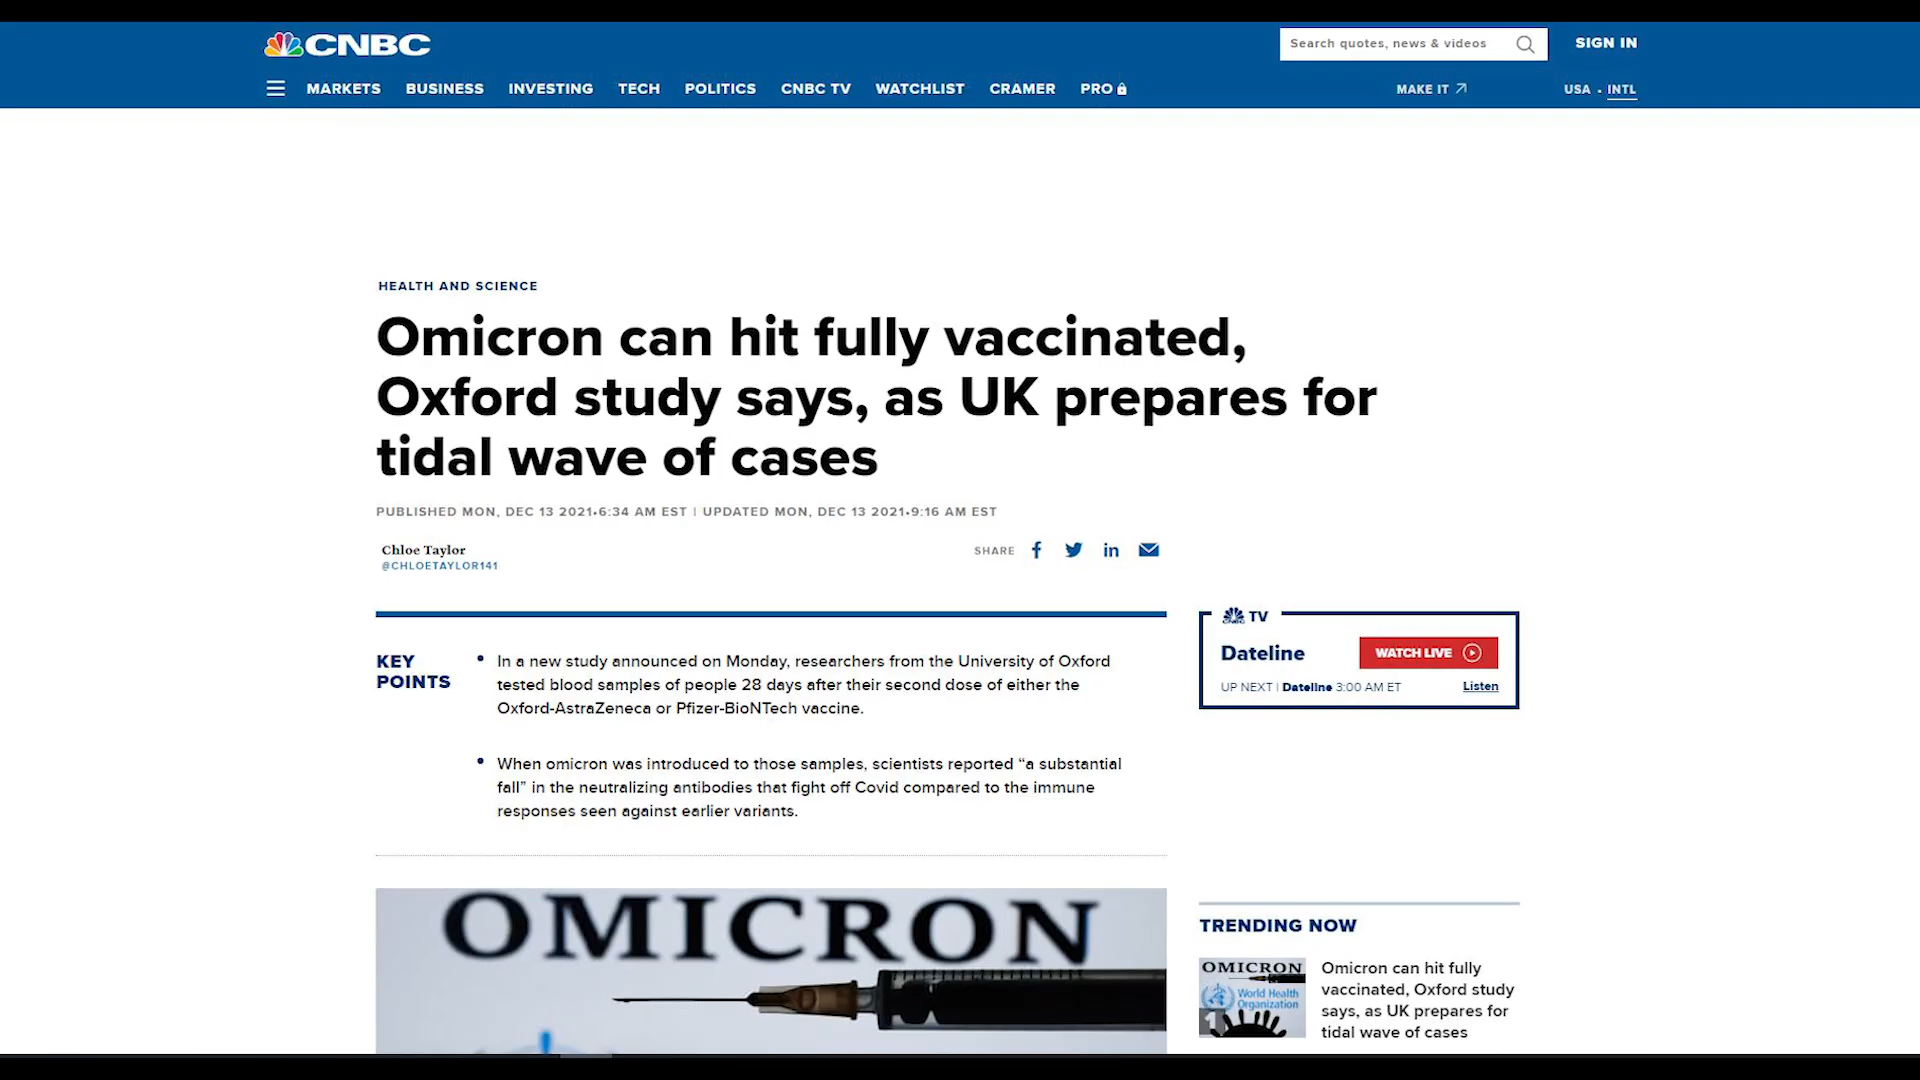 CNBC
Search quotes, news & videos
SIGN IN
MARKETS BUSINESS INVESTING TECH POLITICS CNBC TV WATCHLIST CRAMER PRO
MAKE IT
USA • INTL
HEALTH AND SCIENCE
Omicron can hit fully vaccinated,
Oxford study says, as UK prepares for
tidal wave of cases
PUBLISHED MON, DEC 13 2021•6:34 AM EST | UPDATED MON, DEC 13 2021•9:16 AM EST
Chloe Taylor
@CHLOETAYLOR141
SHARE
KEY
POINTS
In a new study announced on Monday, researchers from the University of Oxford
tested blood samples of people 28 days after their second dose of either the
Oxford-AstraZeneca or Pfizer-BioNTech vaccine.
When omicron was introduced to those samples, scientists reported “a substantial
fall” in the neutralizing antibodies that fight off Covid compared to the immune
responses seen against earlier variants.
OMICRON
TV
Dateline
WATCH LIVE
UP NEXT | Dateline 3:00 AM ET
Listen
TRENDING NOW
OMICRON
World Health
Organization
1
Omicron can hit fully
vaccinated, Oxford study
says, as UK prepares for
tidal wave of cases